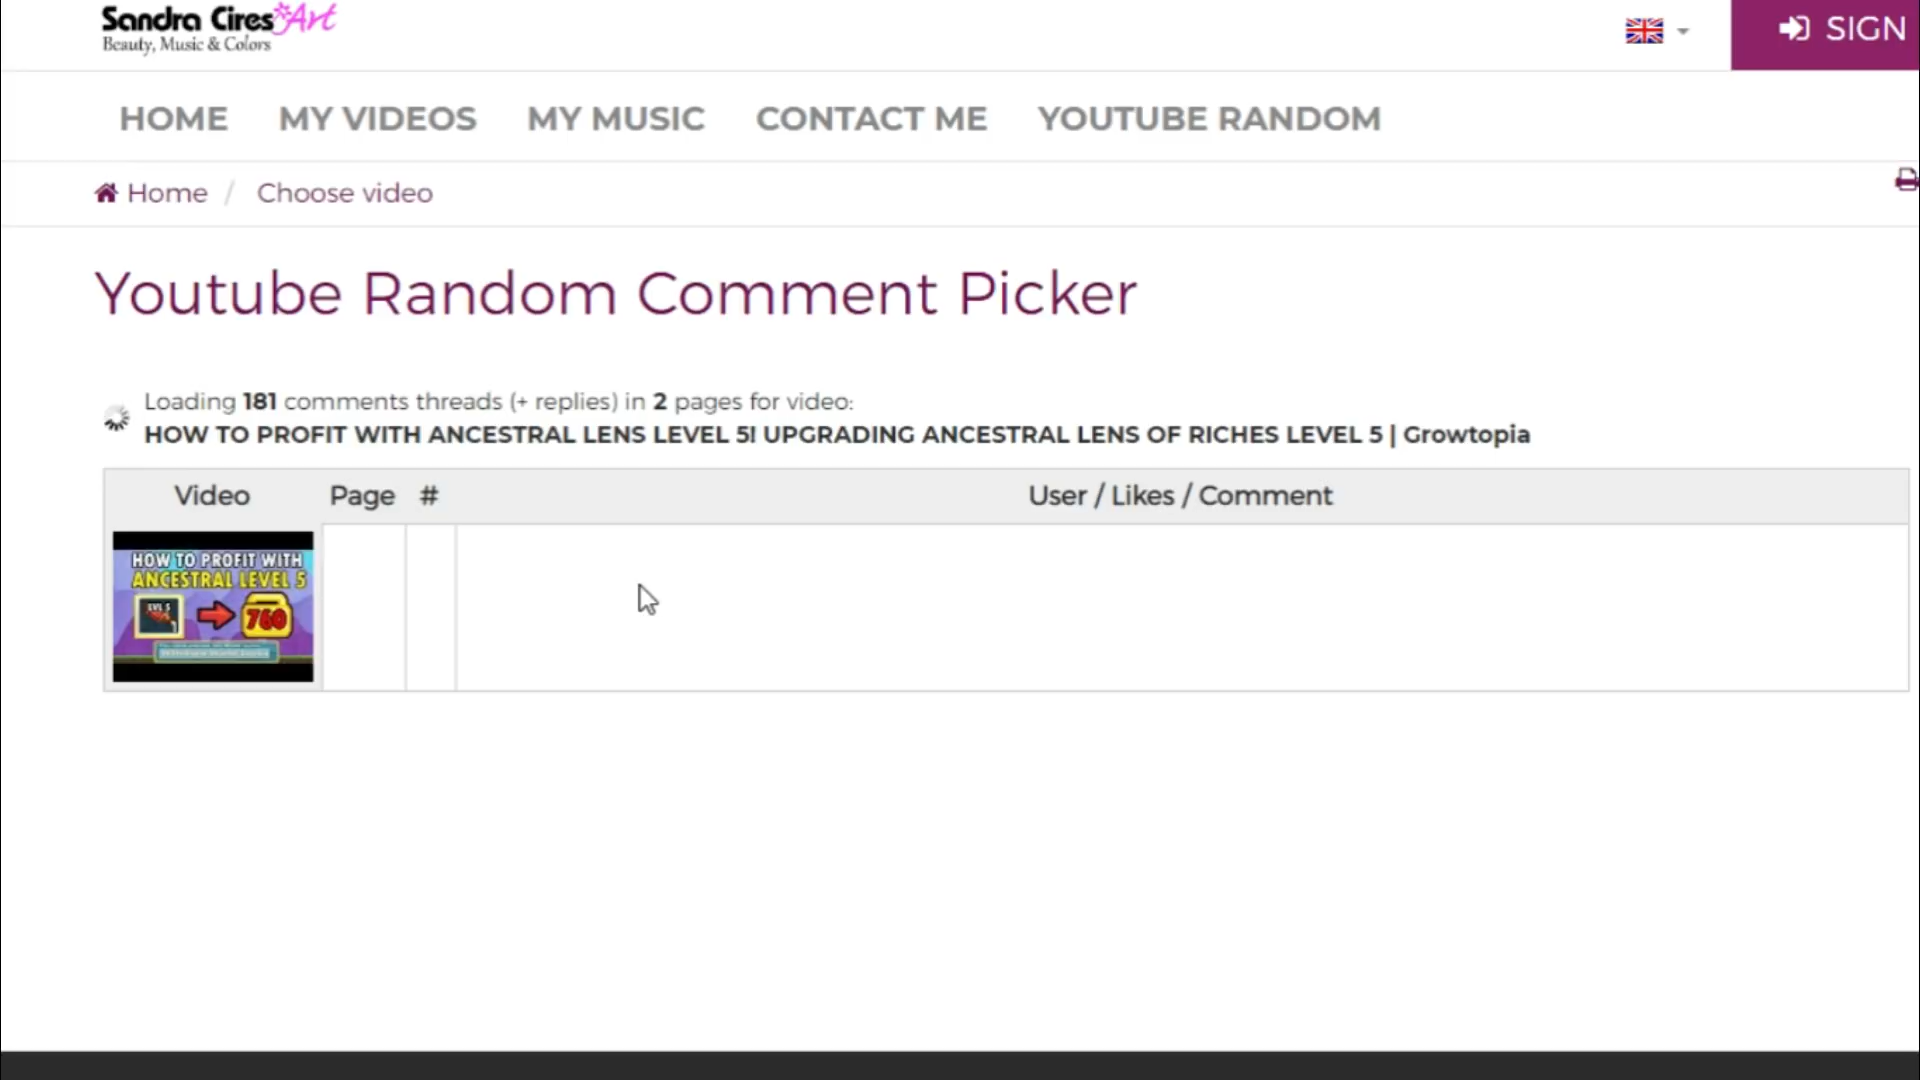 Sandra Cires Art
Beauty, Music & Colors
SIGN
HOME MY VIDEOS MY MUSIC CONTACT ME YOUTUBE RANDOM
Home / Choose video
Youtube Random Comment Picker
Loading 181 comments threads (+ replies) in 2 pages for video:
HOW TO PROFIT WITH ANCESTRAL LENS LEVEL 5! UPGRADING ANCESTRAL LENS OF RICHES LEVEL 5 | Growtopia
Video Page # User / Likes / Comment
HOW TO PROFIT WITH
ANCESTRAL LEVEL 5
LVL 5
760